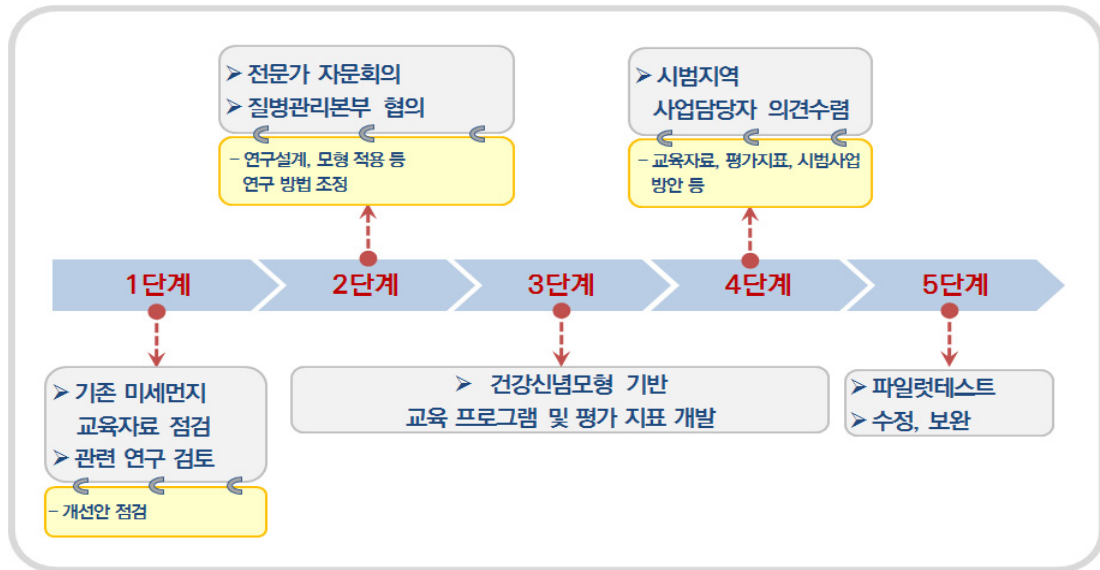 ➢ 전문가 자문회의
➢ 질병관리본부 협의
– 연구설계, 모형 적용 등
연구 방법 조정
➢ 시범지역
사업담당자 의견수렴
– 교육자료, 평가지표, 시범사업
방안 등
1단계
2단계
3단계
4단계
5단계
➢ 기존 미세먼지
교육자료 점검
➢ 관련 연구 검토
– 개선안 점검
➢ 건강신념모형 기반
교육 프로그램 및 평가 지표 개발
➢ 파일럿테스트
➢ 수정, 보완